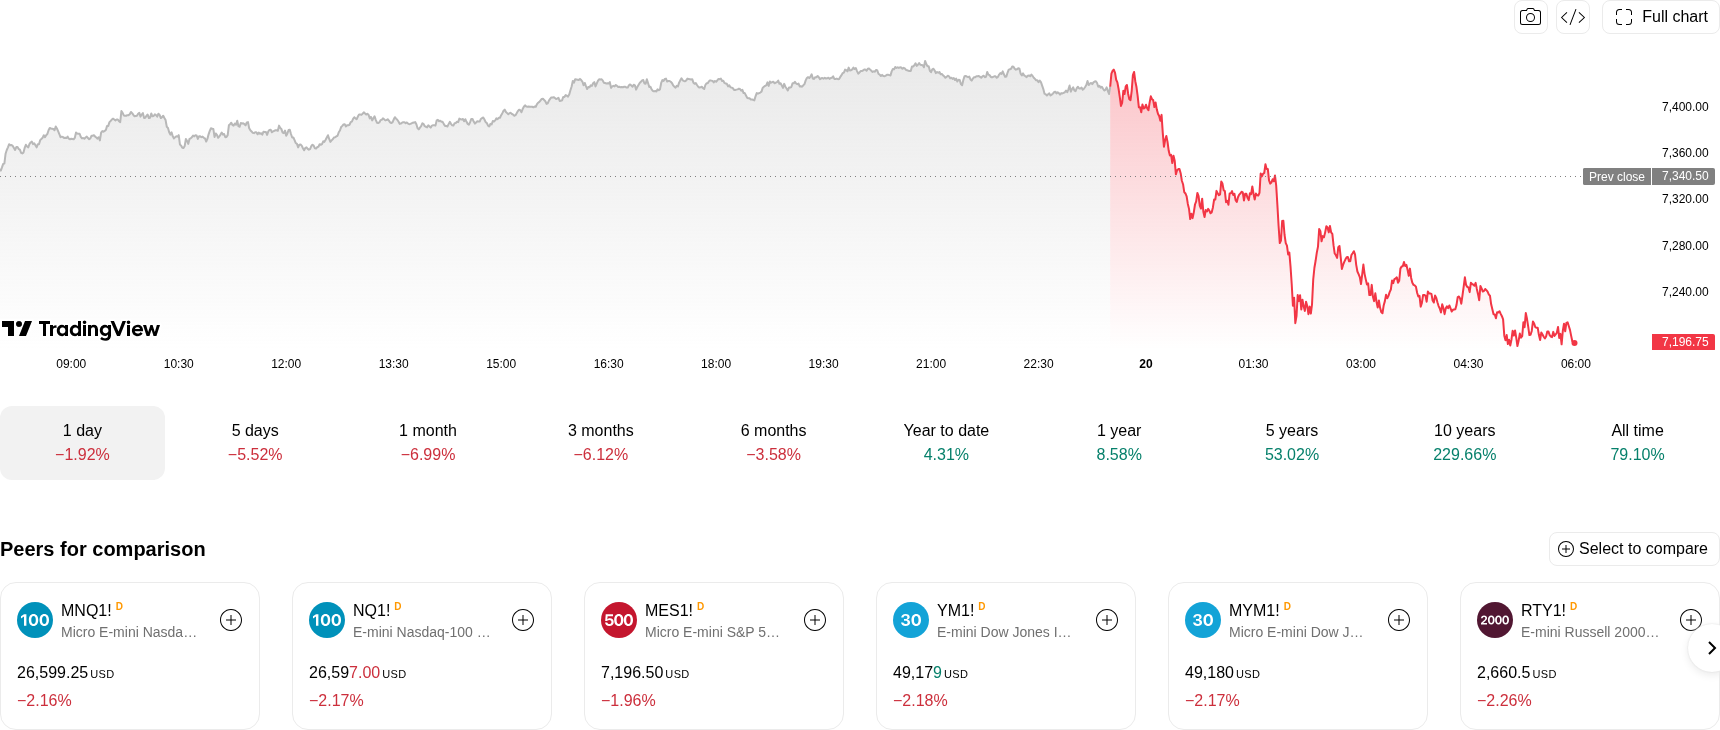 Full chart
7,400.00
7,360.00
Prev close 7,340.50
7,320.00
7,280.00
7,240.00
7,196.75
TradingView
09:00 10:30 12:00 13:30 15:00 16:30 18:00 19:30 21:00 22:30 20 01:30 03:00 04:30 06:00
1 day 5 days 1 month 3 months 6 months Year to date 1 year 5 years 10 years All time
−1.92% −5.52% −6.99% −6.12% −3.58% 4.31% 8.58% 53.02% 229.66% 79.10%
Peers for comparison
Select to compare
100 MNQ1! D
Micro E-mini Nasda…
26,599.25 USD
−2.16%
100 NQ1! D
E-mini Nasdaq-100 …
26,597.00 USD
−2.17%
500 MES1! D
Micro E-mini S&P 5…
7,196.50 USD
−1.96%
30 YM1! D
E-mini Dow Jones I…
49,179 USD
−2.18%
30 MYM1! D
Micro E-mini Dow J…
49,180 USD
−2.17%
2000 RTY1! D
E-mini Russell 2000…
2,660.5 USD
−2.26%